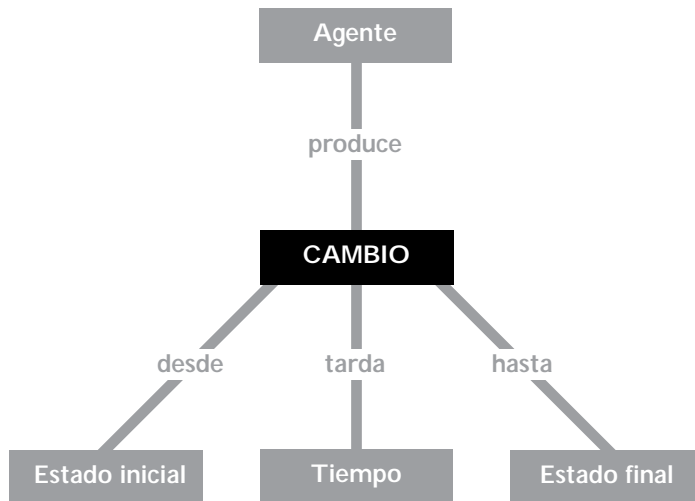 Agente
produce
CAMBIO
desde
tarda
hasta
Estado inicial
Tiempo
Estado final